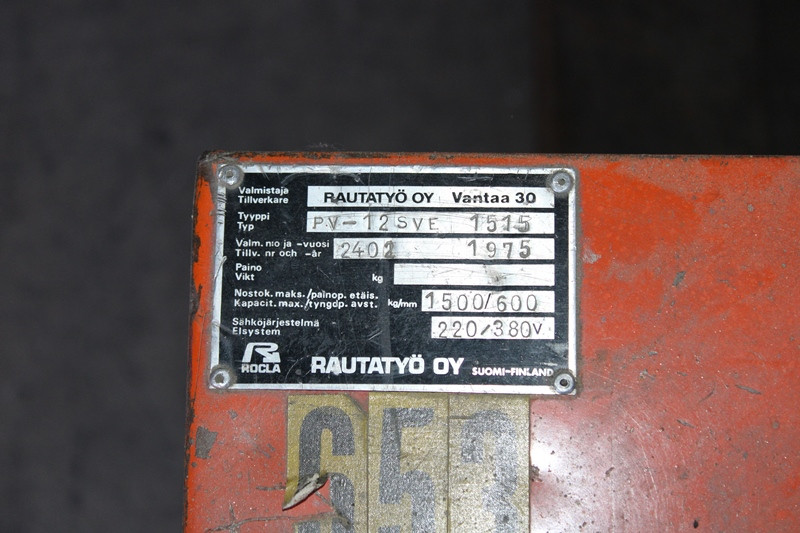 Valmistaja
Tillverkare
RAUTATYÖ OY Vantaa 30
Tyyppi
Typ
PV-12SVE 1515
Valm. n:o ja -vuosi
Tillv. nr och -år
2402 1975
Paino
Vikt
kg
Nostok. maks./painop. etäis.
Kapacit. max./tyngdp. avst.
kg/mm
1500/600
Sähköjärjestelmä
Elsystem
220/380V
R
ROCLA
RAUTATYÖ OY SUOMI-FINLAND
653